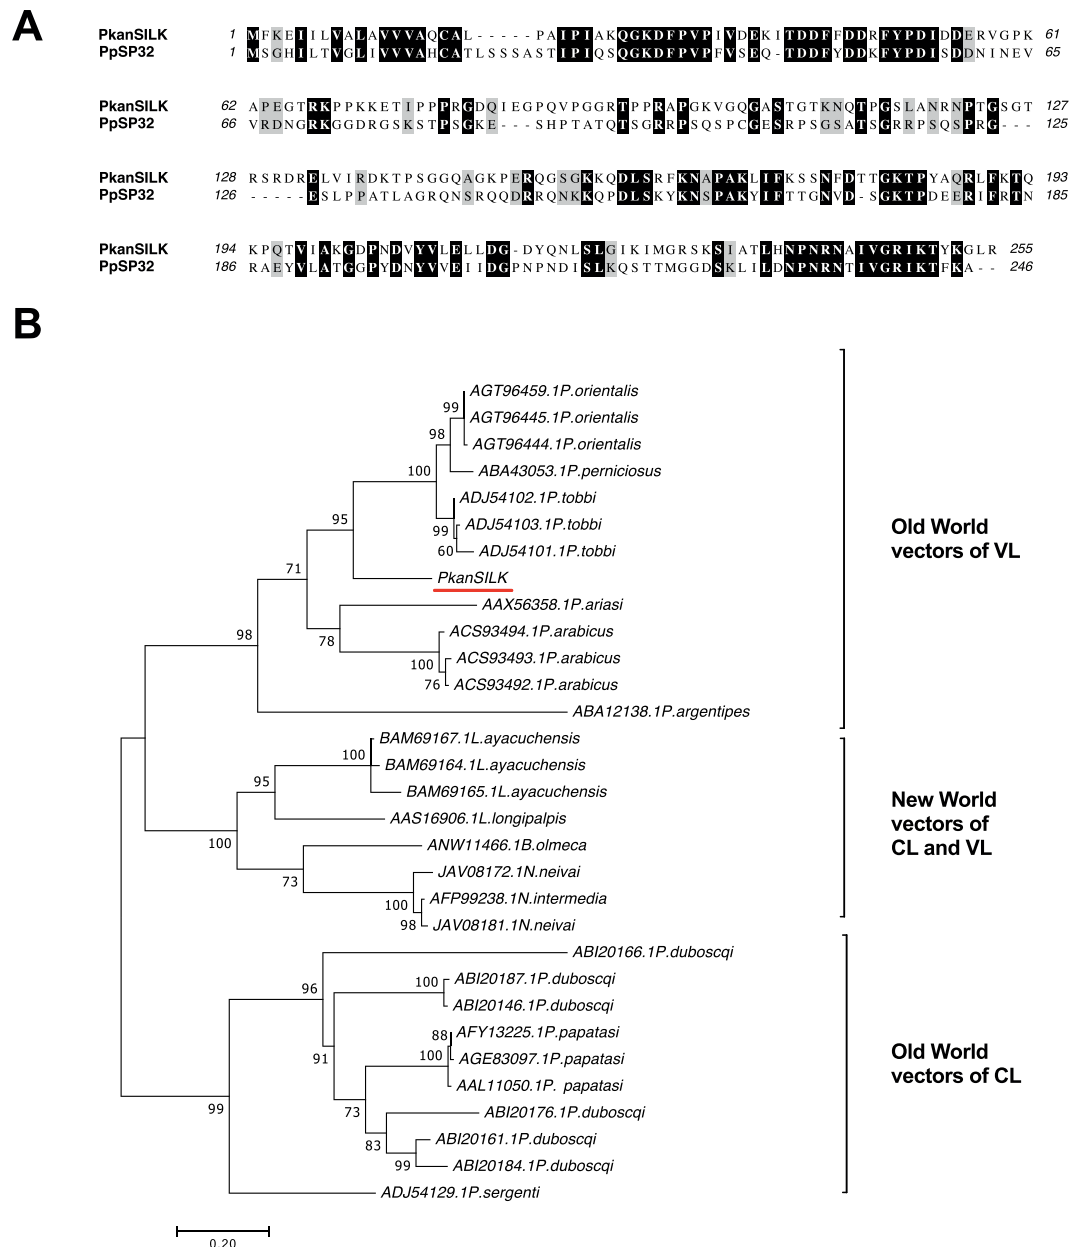 A
PkanSILK 1 MFKEIILVALAVVVAQCAL-----PAIPIAKQGKDFPVPIVDEKITDDFFDDRFYPDIDDERVGPK 61
PpSP32 1 MSGHILTVGLIVVVAHCATLSSSASTIPIQSQGKDFPVPFVSEQ-TDDFYDDKFYPDISDDNINEV 65
PkanSILK 62 APEGTRKPPKKETIPPPRGDQIEGPQVPGGRTPPRAPGKVGQGASTGTKNQTPGSLANRNPTGSGT 127
PpSP32 66 VRDNGRKGGDRGSKSTPSGKE---SHPTATQTSGRRPSQSPCGESRPSGSATSGRRPSQSPRG--- 125
PkanSILK 128 RSRDRELVIRDKTPSGGQAGKPERQGSGKKQDLSRFKNAPAKLIFKSSNFDTTGKTPYAQRLFKTQ 193
PpSP32 126 -----ESLPPATLAGRQNSRQQDRRQNKKQPDLSKYKNSPAKYIFTTGNVD-SGKTPDEERIFRTN 185
PkanSILK 194 KPQTVIAKGDPNDVYVLELLDG-DYQNLSLGIKIMGRSKSIATLHNPNRNAIVGRIKTYKGLR 255
PpSP32 186 RAEYVLATGGPYDNYVVEIIDGPNPNDISLKQSTTMGGDSKLILDNPNRNTIVGRIKTFKA-- 246
B
AGT96459.1P.orientalis
99
AGT96445.1P.orientalis
98
AGT96444.1P.orientalis
100
ABA43053.1P.perniciosus
ADJ54102.1P.tobbi
95
ADJ54103.1P.tobbi
99
60
ADJ54101.1P.tobbi
Old World
vectors of VL
71
PkanSILK
AAX56358.1P.ariasi
98
78
ACS93494.1P.arabicus
100
ACS93493.1P.arabicus
76
ACS93492.1P.arabicus
ABA12138.1P.argentipes
BAM69167.1L.ayacuchensis
100
BAM69164.1L.ayacuchensis
95
BAM69165.1L.ayacuchensis
New World
vectors of
CL and VL
AAS16906.1L.longipalpis
100
ANW11466.1B.olmeca
73
JAV08172.1N.neivai
100
AFP99238.1N.intermedia
98
JAV08181.1N.neivai
ABI20166.1P.duboscqi
96
100
ABI20187.1P.duboscqi
ABI20146.1P.duboscqi
88
AFY13225.1P.papatasi
91
100
AGE83097.1P.papatasi
Old World
vectors of CL
AAL11050.1P. papatasi
99
73
ABI20176.1P.duboscqi
83
ABI20161.1P.duboscqi
99
ABI20184.1P.duboscqi
ADJ54129.1P.sergenti
0.20